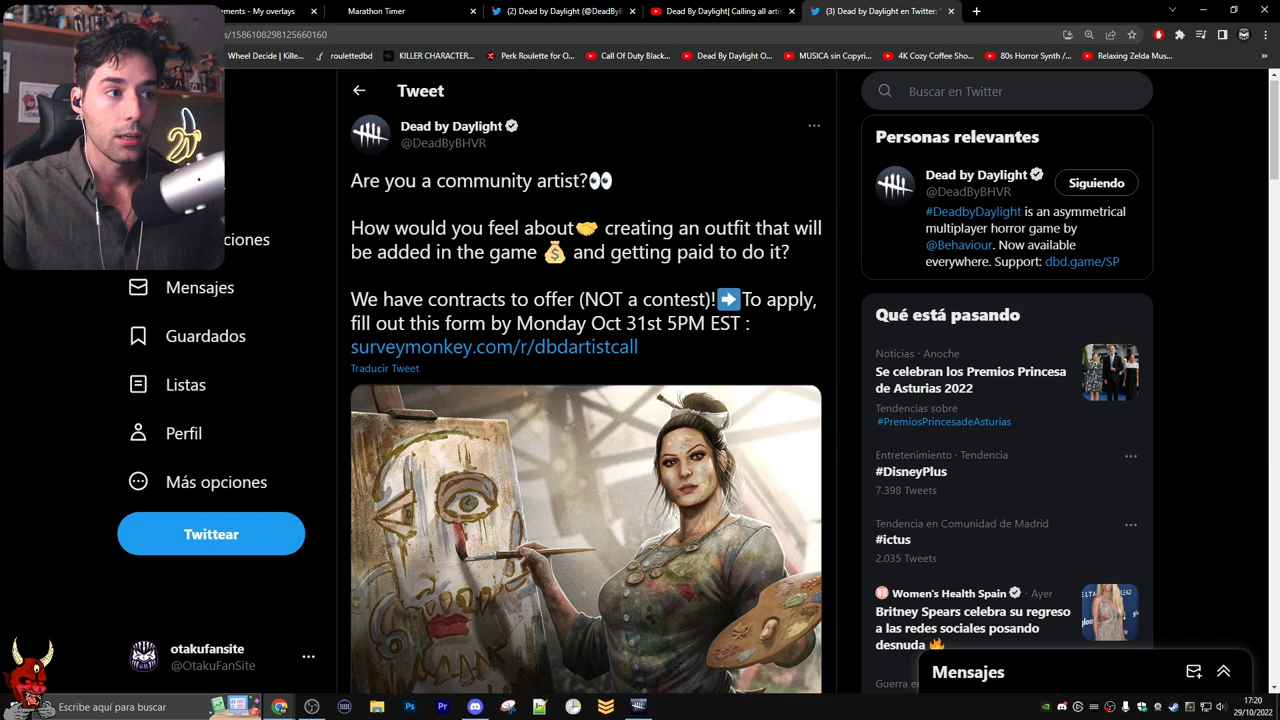 ements - My overlays
Marathon Timer
(2) Dead by Daylight (@DeadByB
Dead By Daylight| Calling all arti
(3) Dead by Daylight en Twitter:
s/1586108298125660160
Wheel Decide | Kille...
roulettedbd
KILLER CHARACTER...
Perk Roulette for O...
Call Of Duty Black...
Dead By Daylight O...
MUSICA sin Copyri...
4K Cozy Coffee Sho...
80s Horror Synth /...
Relaxing Zelda Mus...
»
Tweet
Dead by Daylight
@DeadByBHVR
Are you a community artist?👀
How would you feel about🤝 creating an outfit that will
be added in the game 💰 and getting paid to do it?
We have contracts to offer (NOT a contest)!➡️To apply,
fill out this form by Monday Oct 31st 5PM EST :
surveymonkey.com/r/dbdartistcall
Traducir Tweet
ciones
Mensajes
Guardados
Listas
Perfil
Más opciones
Twittear
otakufansite
@OtakuFanSite
Buscar en Twitter
Personas relevantes
Dead by Daylight
@DeadByBHVR
Siguiendo
#DeadbyDaylight is an asymmetrical
multiplayer horror game by
@Behaviour. Now available
everywhere. Support: dbd.game/SP
Qué está pasando
Noticias · Anoche
Se celebran los Premios Princesa
de Asturias 2022
Tendencias sobre
#PremiosPrincesadeAsturias
Entretenimiento · Tendencia
#DisneyPlus
7.398 Tweets
Tendencia en Comunidad de Madrid
#ictus
2.035 Tweets
Women's Health Spain · Ayer
Britney Spears celebra su regreso
a las redes sociales posando
desnuda 🔥
Guerra en
Mensajes
Escribe aquí para buscar
Ps
Pr
17:20
29/10/2022